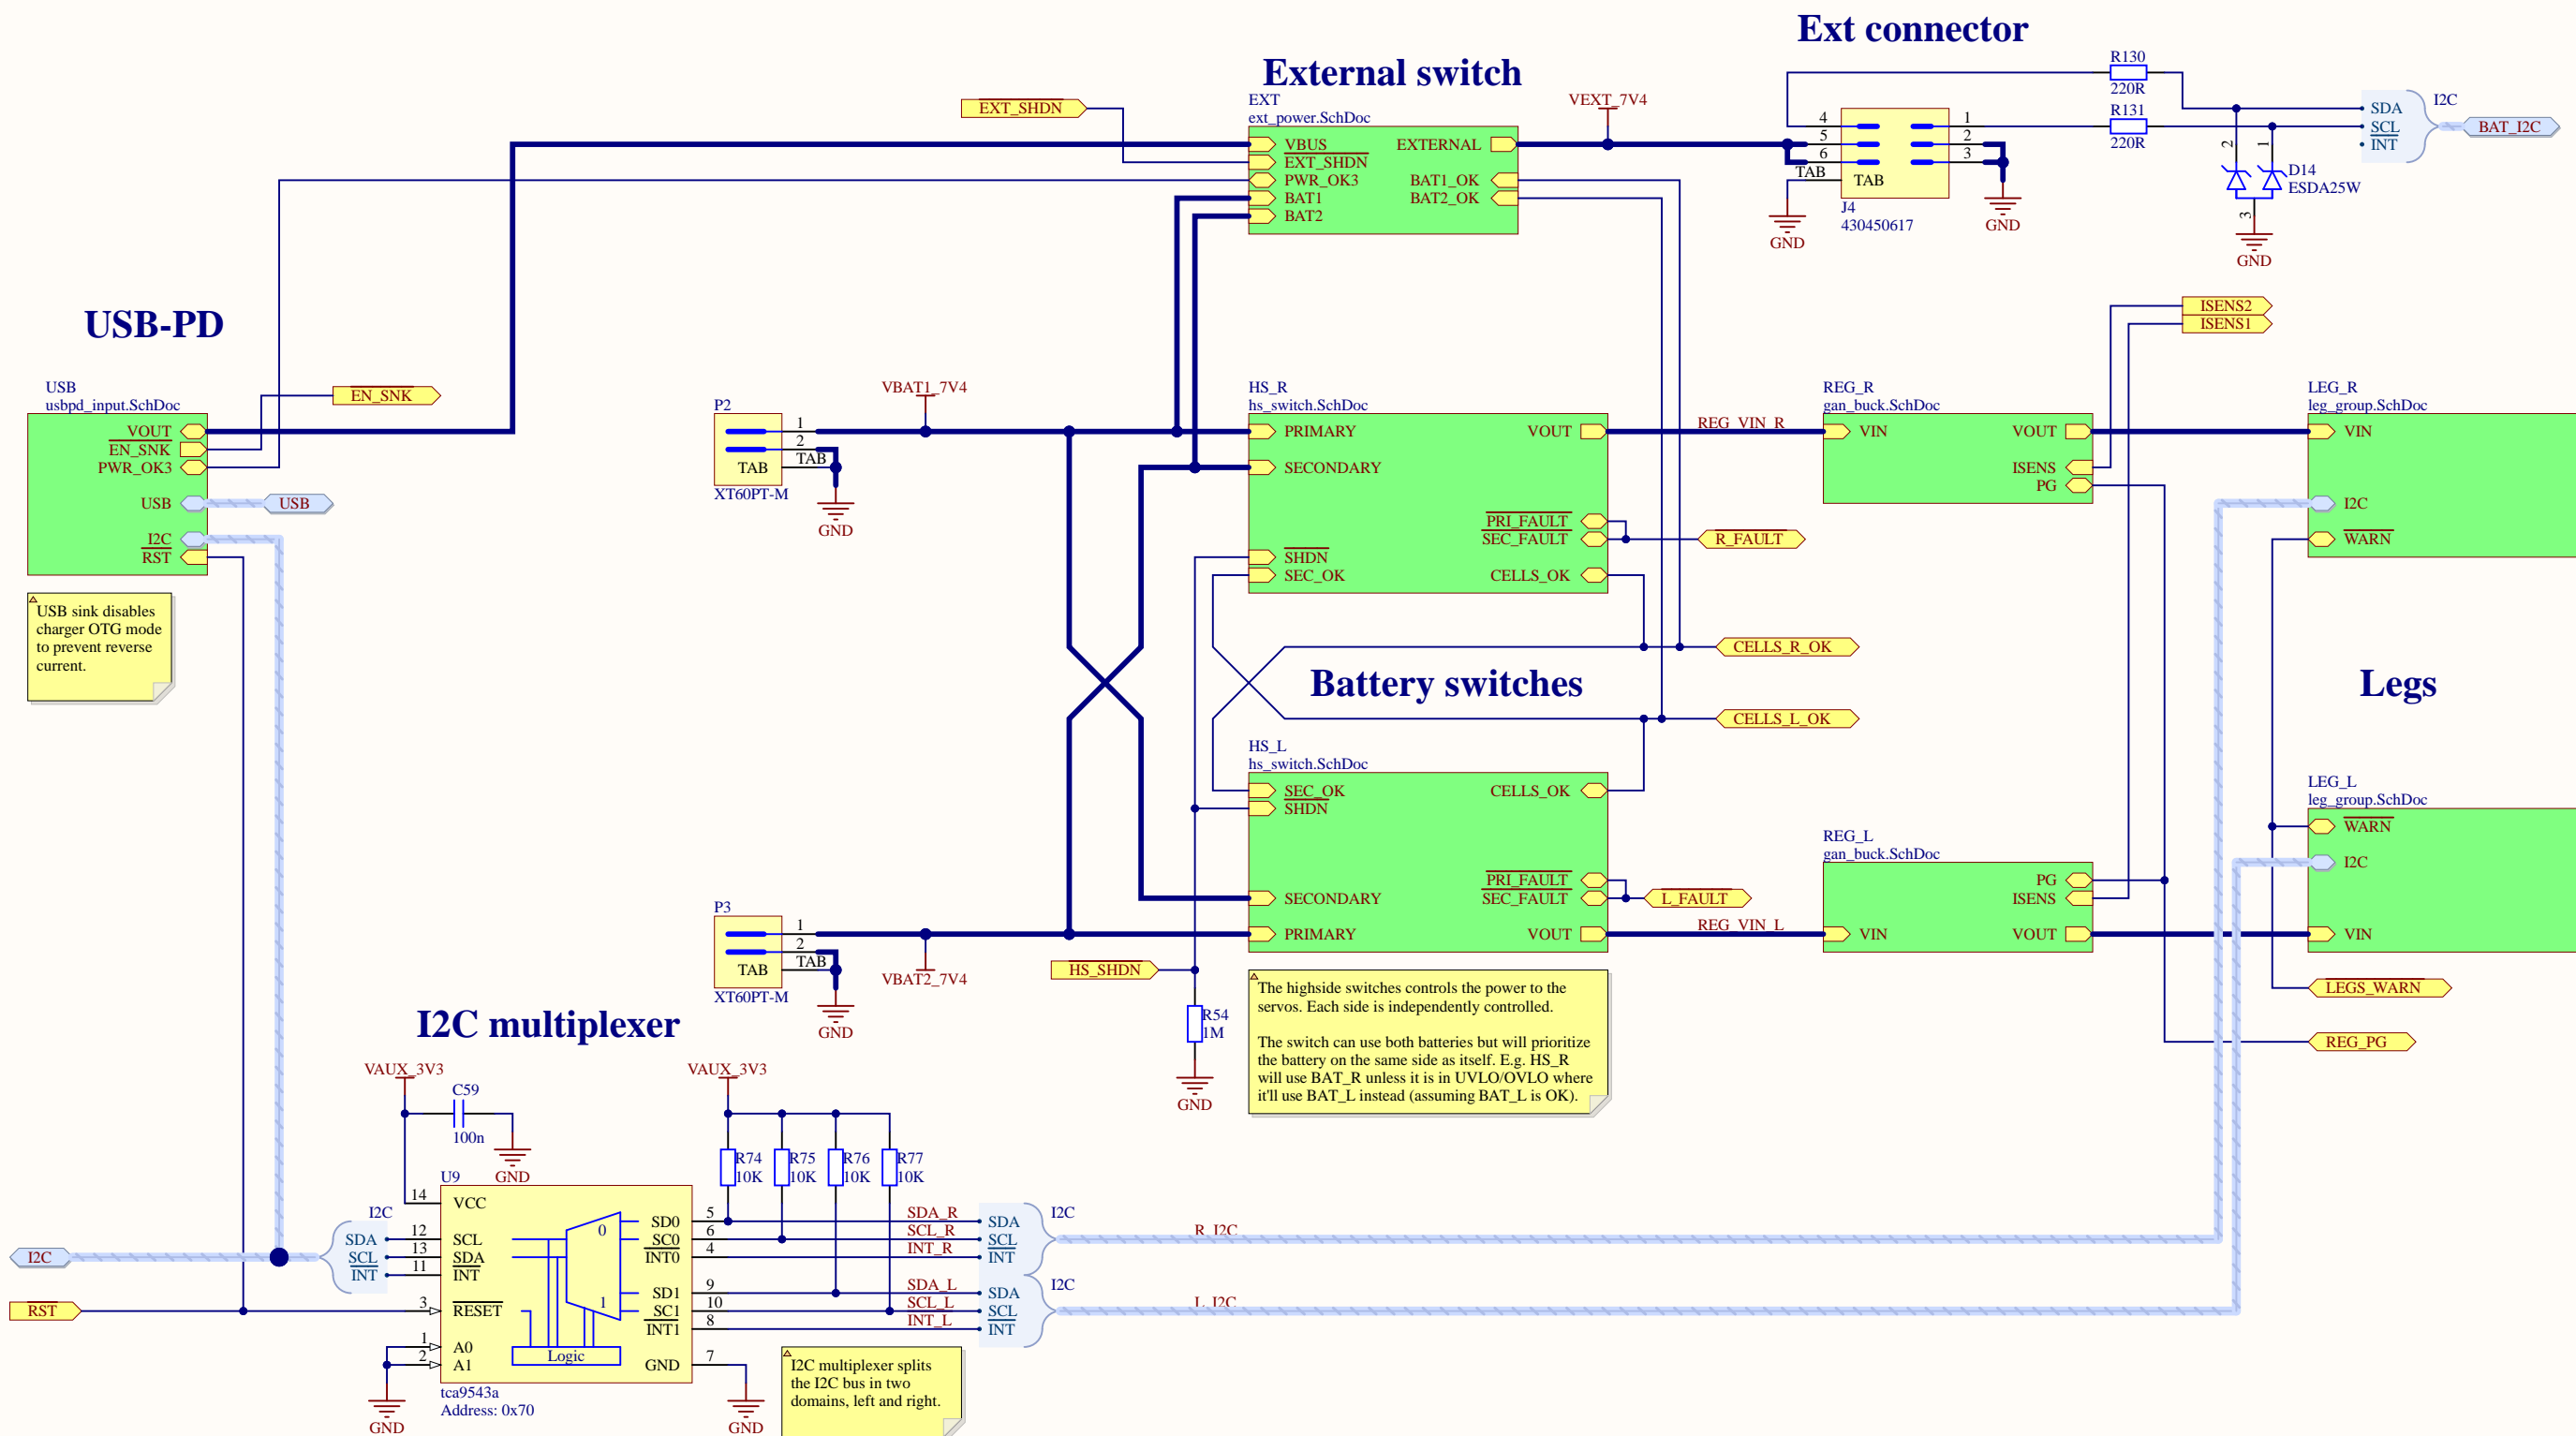 Ext connector
External switch
R130
220R
R131
220R
SDA
SCL
INT
I2C
BAT_I2C
D14
ESDA25W
2
1
3
GND
EXT_SHDN
EXT
ext_power.SchDoc
VBUS
EXT_SHDN
PWR_OK3
BAT1
BAT2
EXTERNAL
BAT1_OK
BAT2_OK
VEXT_7V4
4
5
6
TAB
TAB
1
2
3
J4
430450617
GND
GND
USB-PD
USB
usbpd_input.SchDoc
VOUT
EN_SNK
PWR_OK3
USB
I2C
RST
EN_SNK
USB
USB sink disables
charger OTG mode
to prevent reverse
current.
P2
1
2
TAB
TAB
XT60PT-M
GND
VBAT1_7V4
HS_R
hs_switch.SchDoc
PRIMARY
SECONDARY
SHDN
SEC_OK
VOUT
PRI_FAULT
SEC_FAULT
CELLS_OK
REG_VIN_R
R_FAULT
ISENS2
ISENS1
REG_R
gan_buck.SchDoc
VIN
VOUT
ISENS
PG
LEG_R
leg_group.SchDoc
VIN
I2C
WARN
CELLS_R_OK
Battery switches
CELLS_L_OK
Legs
HS_L
hs_switch.SchDoc
SEC_OK
SHDN
SECONDARY
PRIMARY
CELLS_OK
PRI_FAULT
SEC_FAULT
VOUT
L_FAULT
REG_VIN_L
REG_L
gan_buck.SchDoc
PG
ISENS
VIN
VOUT
LEG_L
leg_group.SchDoc
WARN
I2C
VIN
LEGS_WARN
REG_PG
P3
1
2
TAB
TAB
XT60PT-M
GND
VBAT2_7V4
HS_SHDN
R54
1M
GND
The highside switches controls the power to the
servos. Each side is independently controlled.
The switch can use both batteries but will prioritize
the battery on the same side as itself. E.g. HS_R
will use BAT_R unless it is in UVLO/OVLO where
it'll use BAT_L instead (assuming BAT_L is OK).
I2C multiplexer
VAUX_3V3
C59
100n
GND
VAUX_3V3
R74
10K
R75
10K
R76
10K
R77
10K
U9
14
VCC
12
SCL
13
SDA
11
INT
3
RESET
1
A0
2
A1
0
1
Logic
SD0
5
SC0
6
INT0
4
SD1
9
SC1
10
INT1
8
GND
7
tca9543a
Address: 0x70
GND
GND
I2C
I2C
SDA
SCL
INT
RST
SDA_R
SCL_R
INT_R
SDA_L
SCL_L
INT_L
SDA
SCL
INT
I2C
SDA
SCL
INT
I2C
R_I2C
L_I2C
I2C multiplexer splits
the I2C bus in two
domains, left and right.